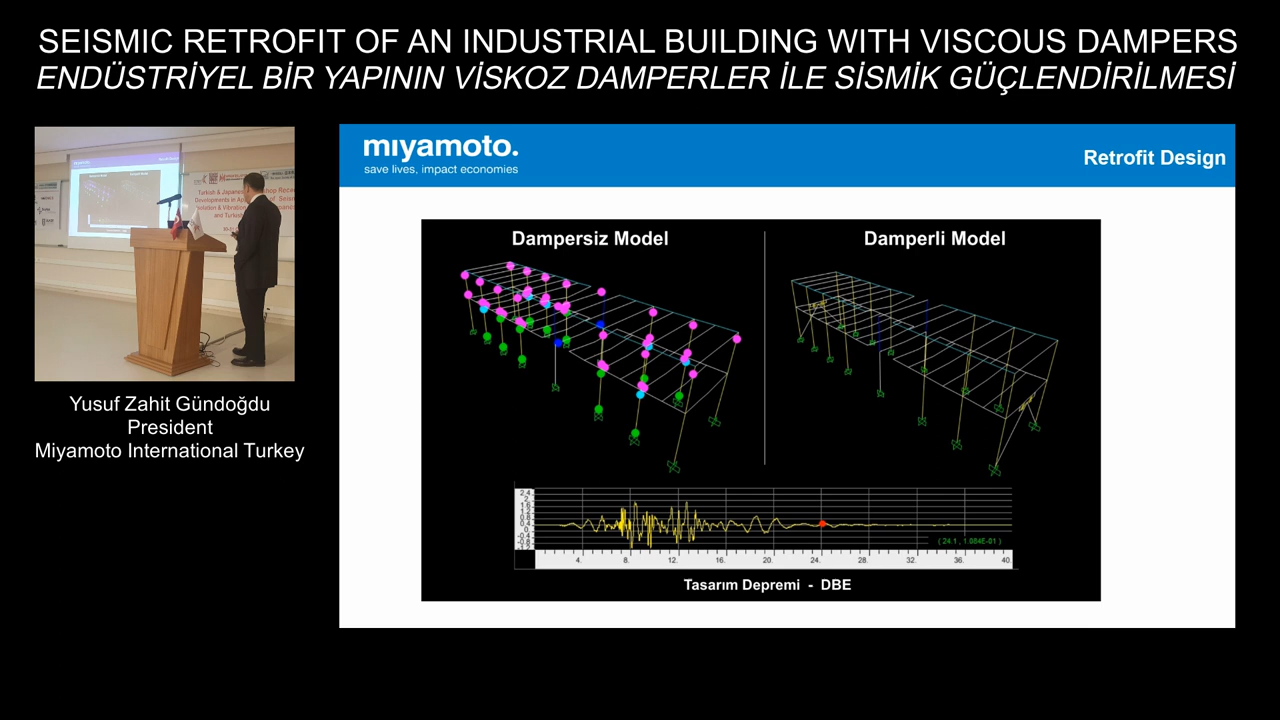 SEISMIC RETROFIT OF AN INDUSTRIAL BUILDING WITH VISCOUS DAMPERS
ENDÜSTRİYEL BİR YAPININ VİSKOZ DAMPERLER İLE SİSMİK GÜÇLENDİRİLMESİ
mıyamoto.
save lives, impact economies
Retrofit Design
Dampersiz Model
Damperli Model
Yusuf Zahit Gündoğdu
President
Miyamoto International Turkey
2.4
2.
1.6
1.2
0.8
0.4
0.
-0.4
-0.8
-1.2
( 24.1 , 1.084E-01 )
4. 8. 12. 16. 20. 24. 28. 32. 36. 40.
Tasarım Depremi - DBE